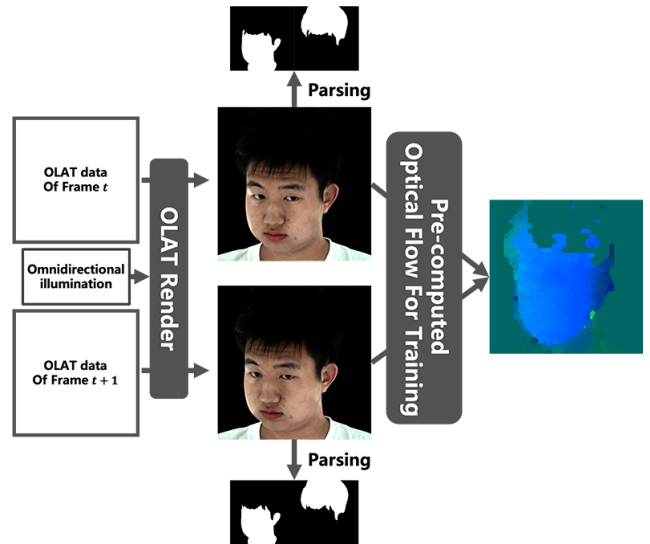 Parsing
OLAT data
Of Frame t
Omnidirectional
illumination
OLAT data
Of Frame t + 1
OLAT Render
Pre-computed
Optical Flow For Training
Parsing